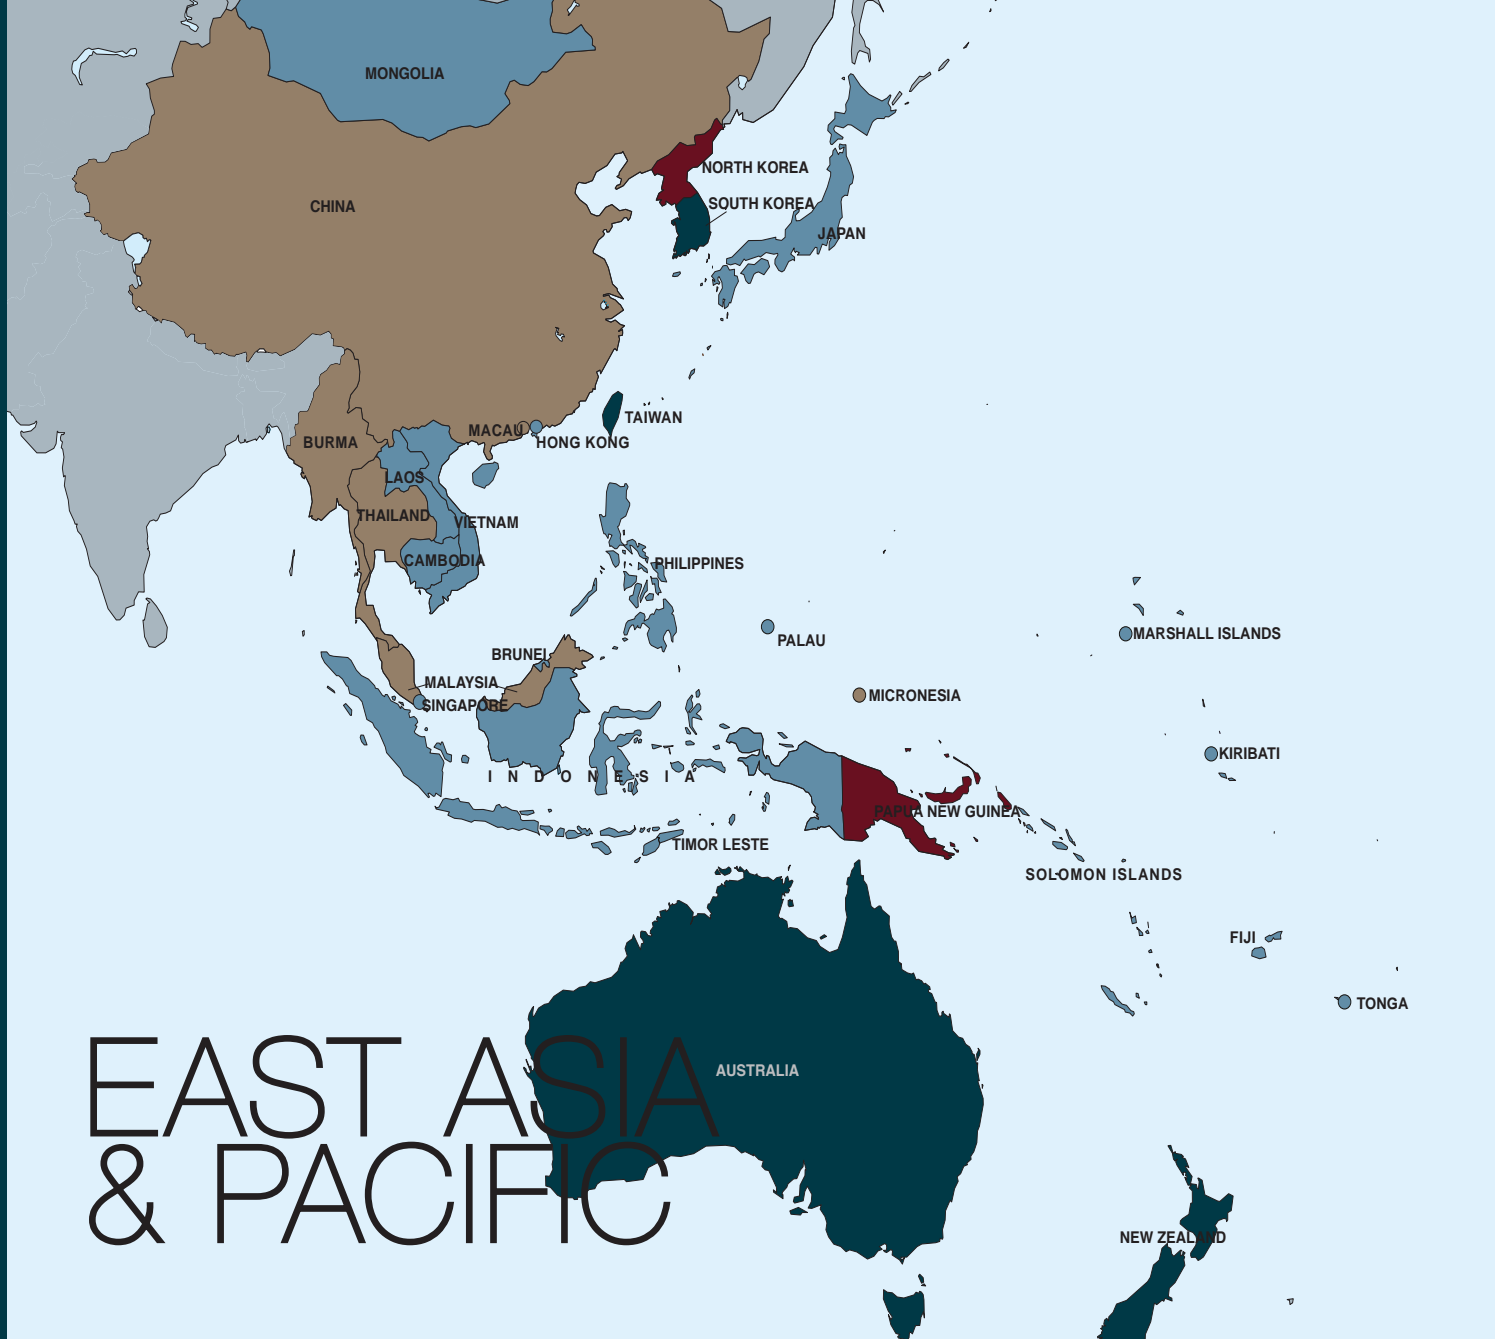 MONGOLIA
NORTH KOREA
SOUTH KOREA
CHINA
JAPAN
TAIWAN
MACAU
HONG KONG
BURMA
LAOS
THAILAND
VIETNAM
CAMBODIA
PHILIPPINES
MARSHALL ISLANDS
PALAU
BRUNEI
MALAYSIA
MICRONESIA
SINGAPORE
KIRIBATI
INDONESIA
PAPUA NEW GUINEA
TIMOR LESTE
SOLOMON ISLANDS
FIJI
TONGA
AUSTRALIA
EAST ASIA
& PACIFIC
NEW ZEALAND